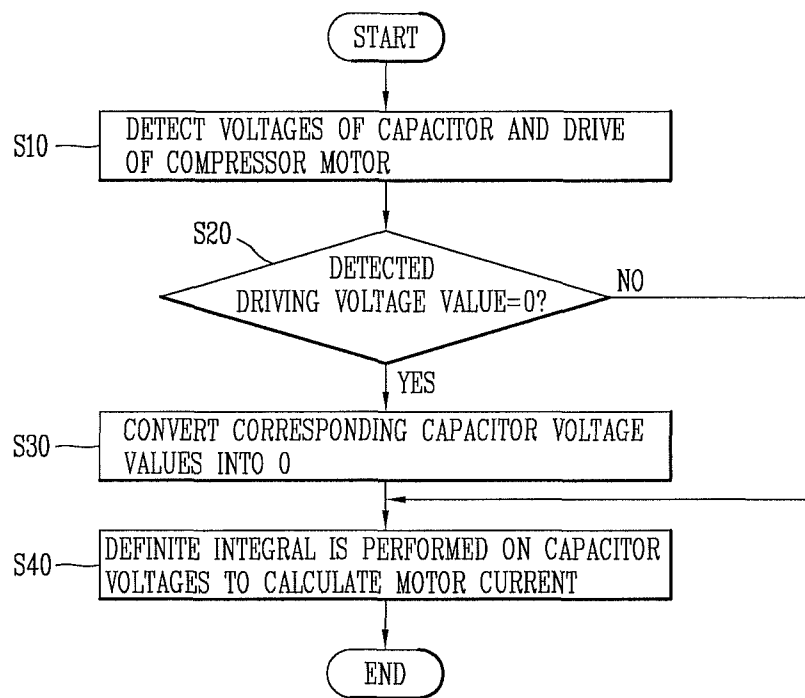 START
S10
DETECT VOLTAGES OF CAPACITOR AND DRIVE
OF COMPRESSOR MOTOR
S20
DETECTED
DRIVING VOLTAGE VALUE=0?
NO
YES
S30
CONVERT CORRESPONDING CAPACITOR VOLTAGE
VALUES INTO 0
S40
DEFINITE INTEGRAL IS PERFORMED ON CAPACITOR
VOLTAGES TO CALCULATE MOTOR CURRENT
END